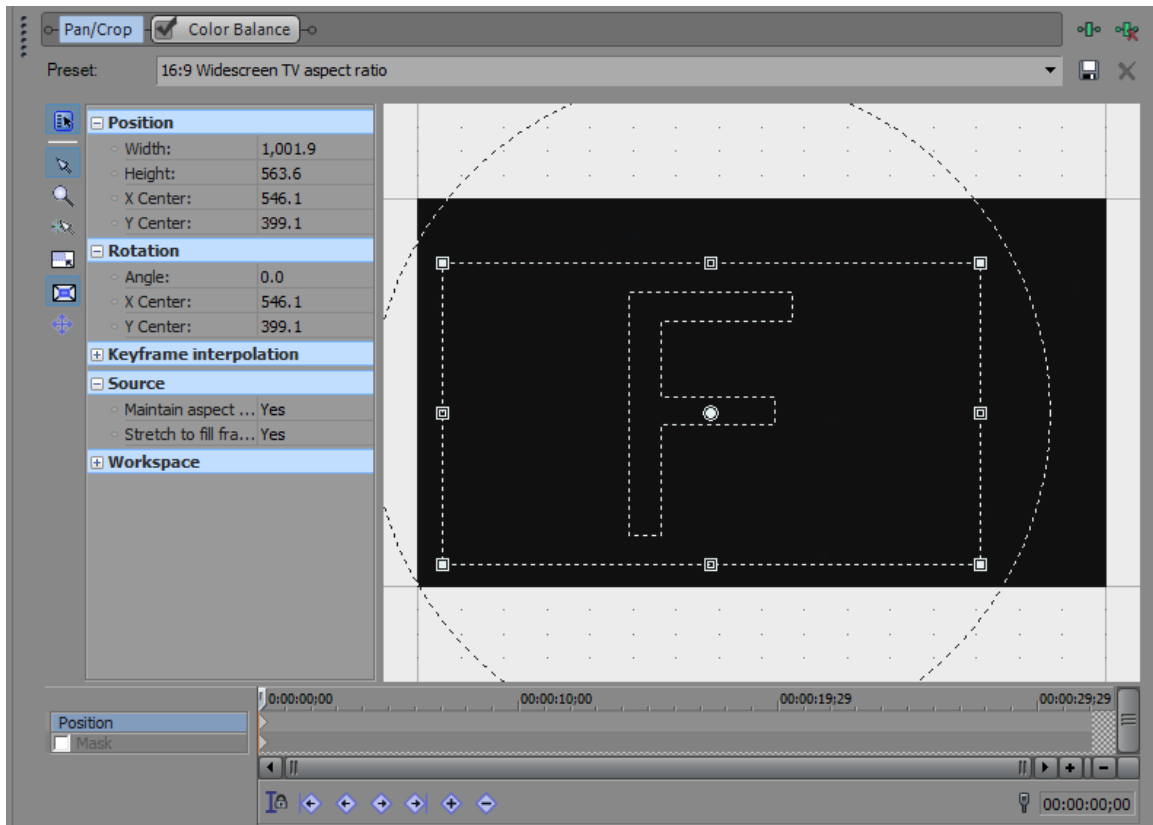 Pan/Crop Color Balance
Preset: 16:9 Widescreen TV aspect ratio
Position
Width: 1,001.9
Height: 563.6
X Center: 546.1
Y Center: 399.1
Rotation
Angle: 0.0
X Center: 546.1
Y Center: 399.1
Keyframe interpolation
Source
Maintain aspect ... Yes
Stretch to fill fra... Yes
Workspace
F
0:00:00;00 00:00:10;00 00:00:19;29 00:00:29;29
Position
Mask
00:00:00;00